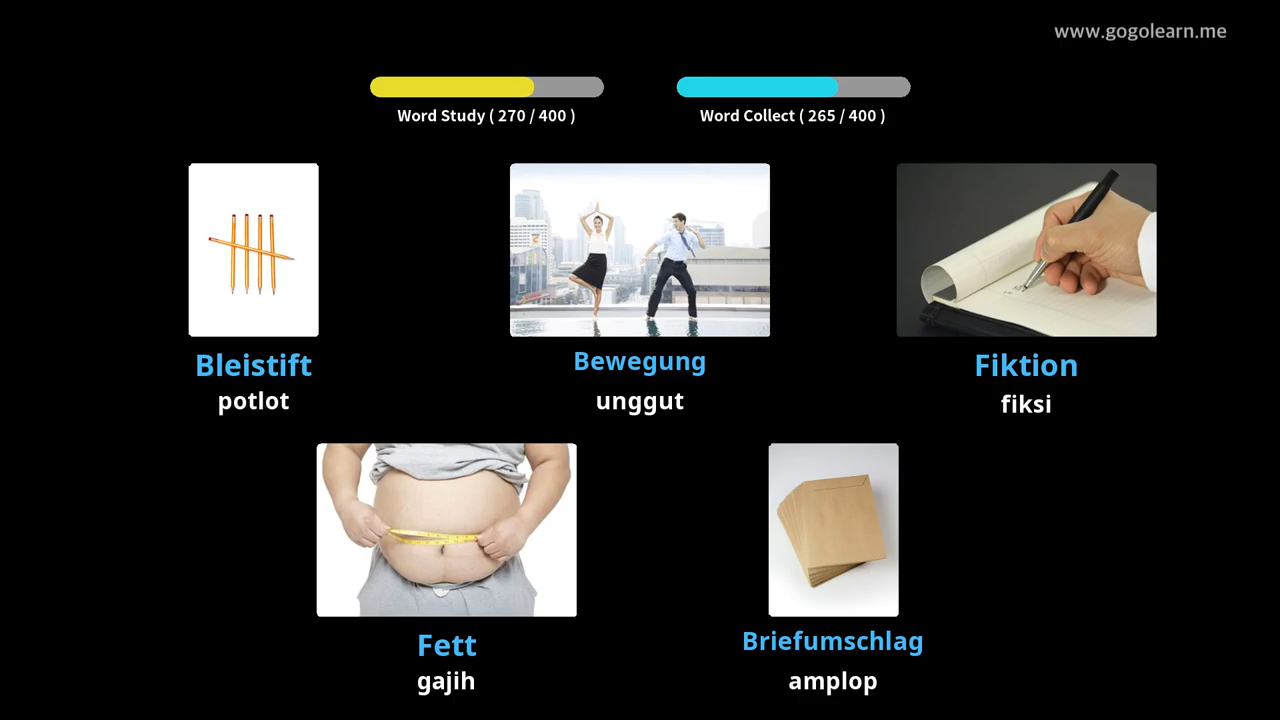 www.gogolearn.me
Word Study ( 270 / 400 )
Word Collect ( 265 / 400 )
Bleistift
potlot
Bewegung
unggut
Fiktion
fiksi
Fett
gajih
Briefumschlag
amplop